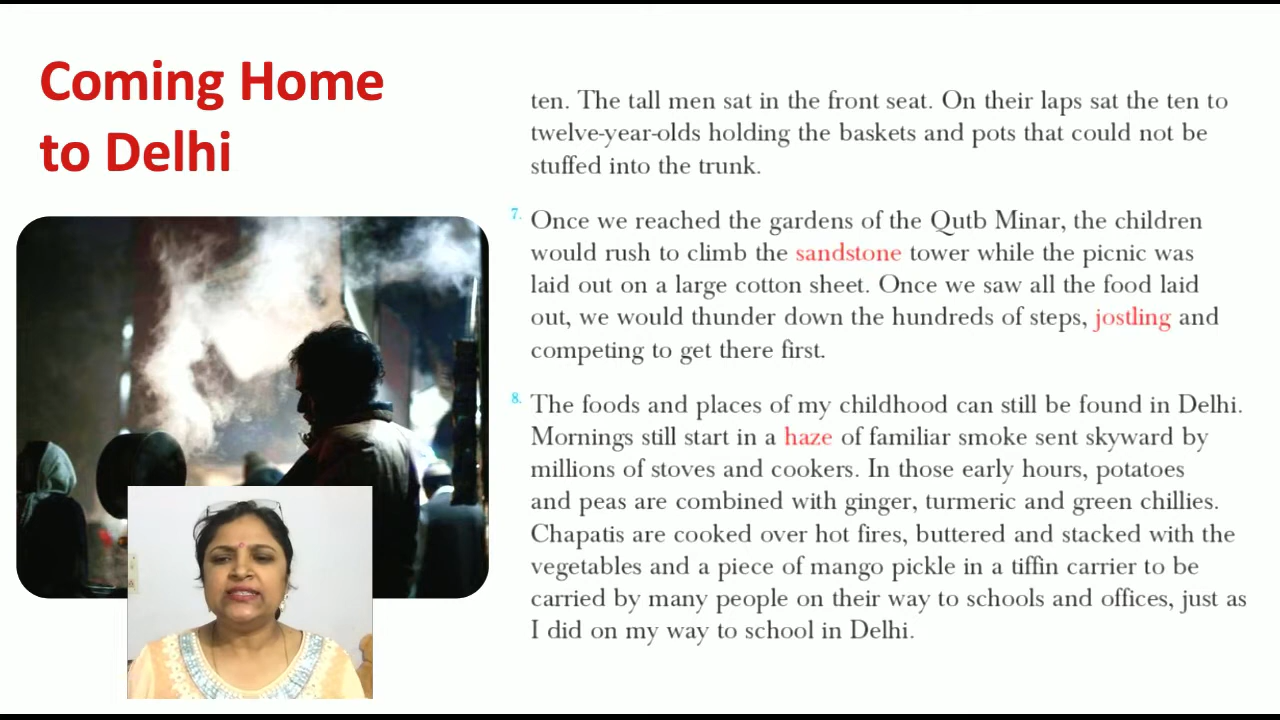 Coming Home
to Delhi
ten. The tall men sat in the front seat. On their laps sat the ten to
twelve-year-olds holding the baskets and pots that could not be
stuffed into the trunk.
7. Once we reached the gardens of the Qutb Minar, the children
would rush to climb the sandstone tower while the picnic was
laid out on a large cotton sheet. Once we saw all the food laid
out, we would thunder down the hundreds of steps, jostling and
competing to get there first.
8. The foods and places of my childhood can still be found in Delhi.
Mornings still start in a haze of familiar smoke sent skyward by
millions of stoves and cookers. In those early hours, potatoes
and peas are combined with ginger, turmeric and green chillies.
Chapatis are cooked over hot fires, buttered and stacked with the
vegetables and a piece of mango pickle in a tiffin carrier to be
carried by many people on their way to schools and offices, just as
I did on my way to school in Delhi.